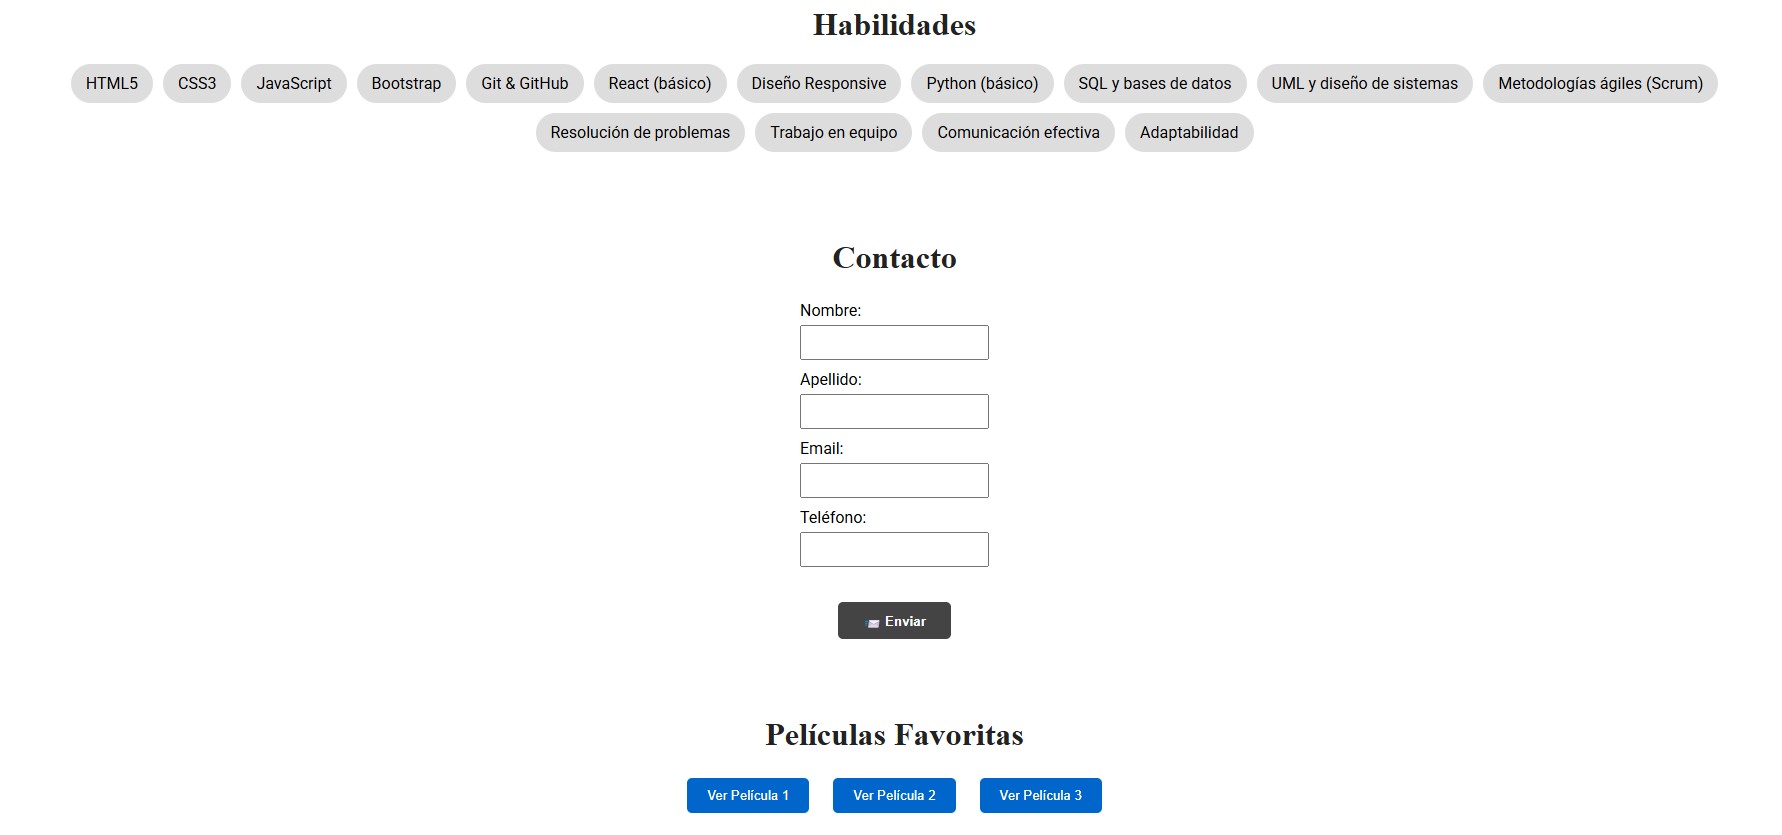 Habilidades
HTML5 CSS3 JavaScript Bootstrap Git & GitHub React (básico) Diseño Responsive Python (básico) SQL y bases de datos UML y diseño de sistemas Metodologías ágiles (Scrum)
Resolución de problemas Trabajo en equipo Comunicación efectiva Adaptabilidad
Contacto
Nombre:
Apellido:
Email:
Teléfono:
Enviar
Películas Favoritas
Ver Película 1 Ver Película 2 Ver Película 3